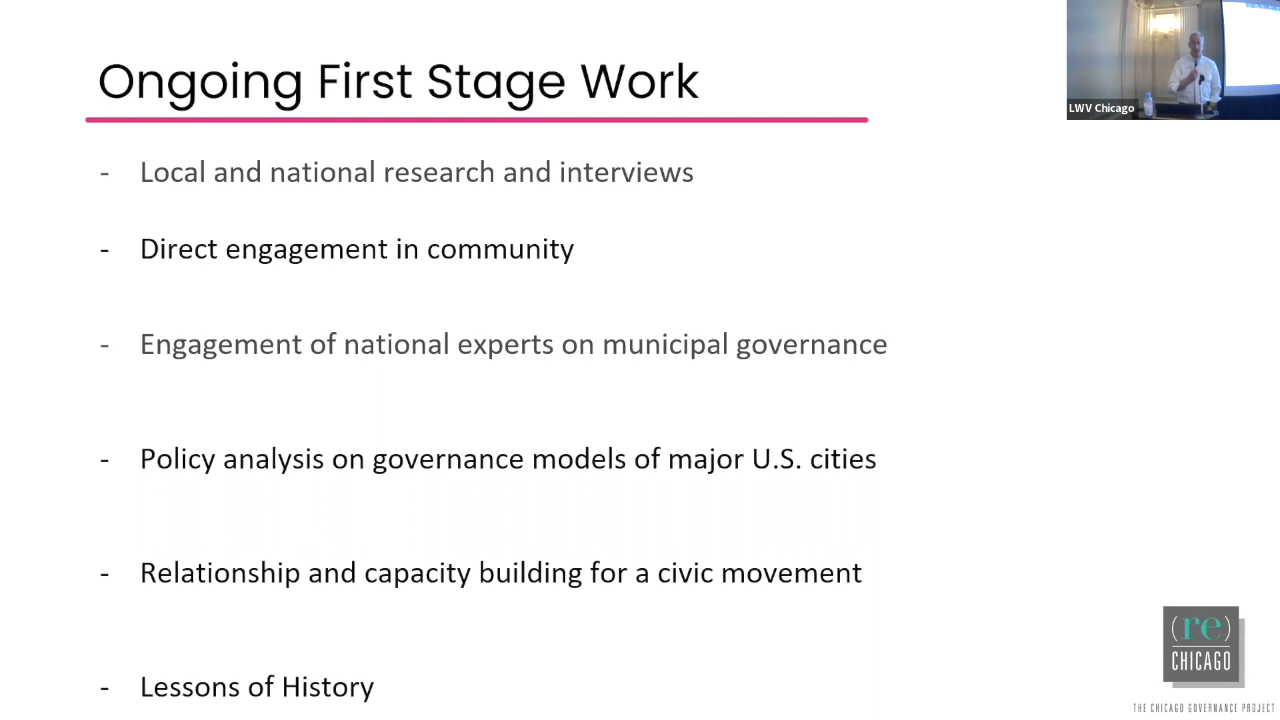 Ongoing First Stage Work
LWV Chicago
- Local and national research and interviews
- Direct engagement in community
- Engagement of national experts on municipal governance
- Policy analysis on governance models of major U.S. cities
- Relationship and capacity building for a civic movement
- Lessons of History
(re)
CHICAGO
THE CHICAGO GOVERNANCE PROJECT